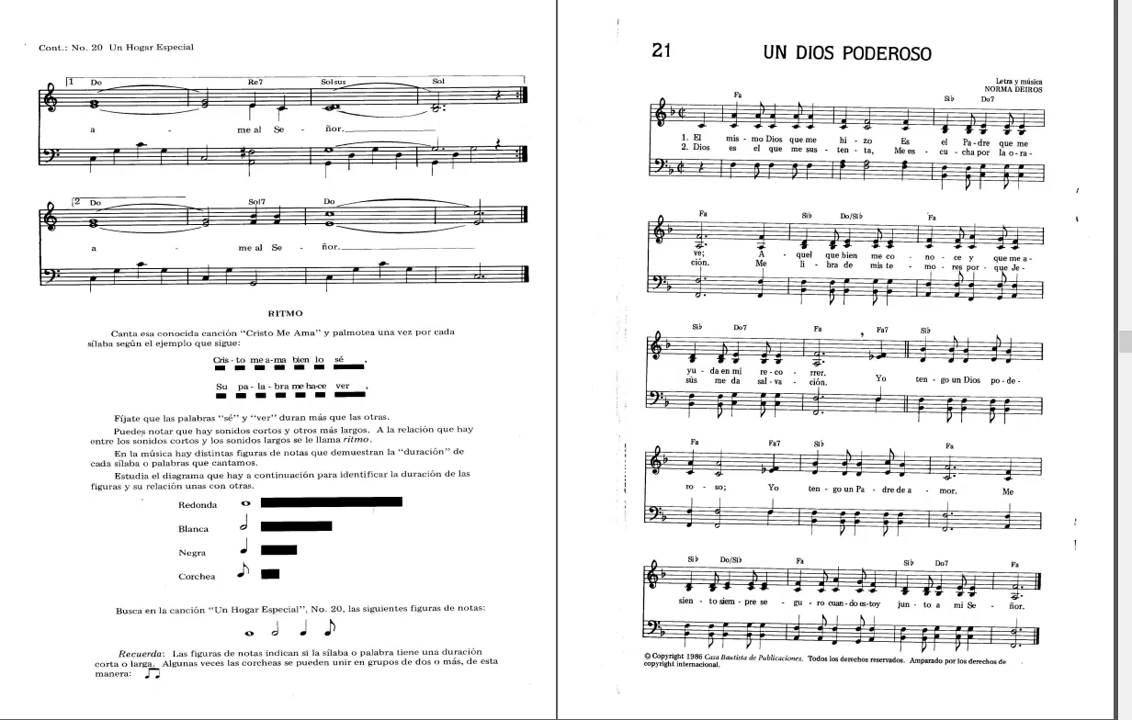 Cont.: No. 20 Un Hogar Especial
1 Do Re7 Solsus Sol
a - me al Se - ñor.
2 Do Sol7 Do
a - me al Se - ñor.
RITMO
Canta esa conocida canción "Cristo Me Ama" y palmotea una vez por cada
sílaba según el ejemplo que sigue:
Cris - to me a-ma bien lo sé ,
Su pa - la - bra me ha-ce ver ,
Fíjate que las palabras "sé" y "ver" duran más que las otras.
Puedes notar que hay sonidos cortos y otros más largos. A la relación que hay
entre los sonidos cortos y los sonidos largos se le llama ritmo.
En la música hay distintas figuras de notas que demuestran la "duración" de
cada sílaba o palabras que cantamos.
Estudia el diagrama que hay a continuación para identificar la duración de las
figuras y su relación unas con otras.
Redonda
Blanca
Negra
Corchea
Busca en la canción "Un Hogar Especial", No. 20, las siguientes figuras de notas:
Recuerda: Las figuras de notas indican si la sílaba o palabra tiene una duración
corta o larga. Algunas veces las corcheas se pueden unir en grupos de dos o más, de esta
manera:
21 UN DIOS PODEROSO
Letra y música
NORMA DEIROS
Fa Si♭ Do7
1. El mis - mo Dios que me hi - zo Es el Pa - dre que me
2. Dios es el que me sus - ten - ta, Me es - cu - cha por la o - ra-
Fa Si♭ Do/Si♭ Fa
ve; A - quel que bien me co - no - ce y que me a -
ción. Me li - bra de mis te - mo - res por - que Je -
Si♭ Do7 Fa Fa7 Si♭
yu - da en mi re - co - rrer. Yo ten - go un Dios po - de -
sús me da sal - va - ción.
Fa Fa7 Si♭ Fa
ro - so; Yo ten - go un Pa - dre de a - mor. Me
Si♭ Do/Si♭ Fa Si♭ Do7 Fa
sien - to siem - pre se - gu - ro cuan - do es - toy jun - to a mi Se - ñor.
© Copyright 1986 Casa Bautista de Publicaciones. Todos los derechos reservados. Amparado por los derechos de
copyright internacional.